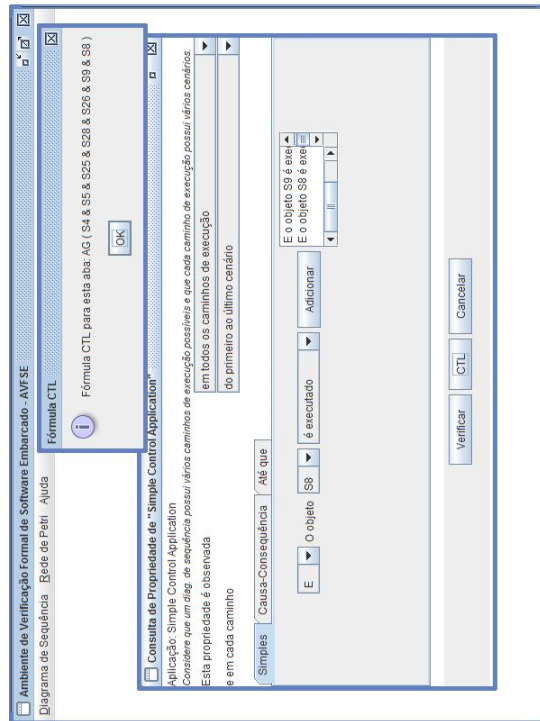 Ambiente de Verificação Formal de Software Embarcado - AVFSE
Diagrama de Sequência Rede de Petri Ajuda
Fórmula CTL
Fórmula CTL para esta aba: AG ( S4 & S5 & S25 & S28 & S26 & S9 & S8 )
OK
Consulta de Propriedade de "Simple Control Application"
Aplicação: Simple Control Application
Considere que um diag. de sequência possui vários caminhos de execução possíveis e que cada caminho de execução possui vários cenários.
Esta propriedade é observada
em todos os caminhos de execução
e em cada caminho
do primeiro ao último cenário
Simples Causa-Consequência Até que
E O objeto S8 é executado Adicionar
E o objeto S9 é exe
E o objeto S8 é exe
Verificar CTL Cancelar